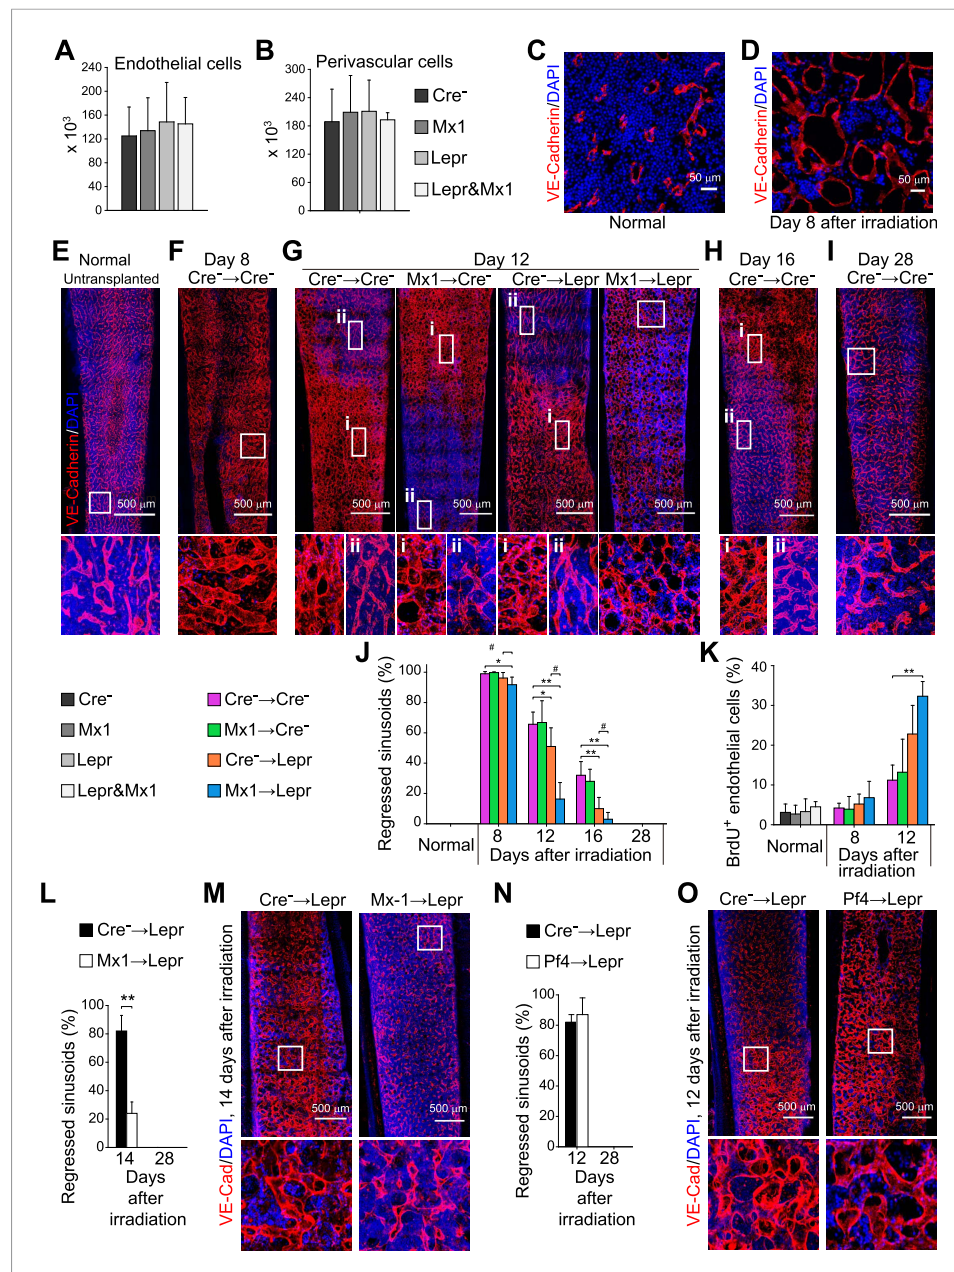 A
Endothelial cells
x 10³
240
200
160
120
80
40
0
B
Perivascular cells
x 10³
300
240
180
120
60
0
Cre⁻
Mx1
Lepr
Lepr&Mx1
C
VE-Cadherin/DAPI
50 μm
Normal
D
VE-Cadherin/DAPI
50 μm
Day 8 after irradiation
E
Normal
Untransplanted
VE-Cadherin/DAPI
500 μm
F
Day 8
Cre⁻→Cre⁻
500 μm
G
Day 12
Cre⁻→Cre⁻
Mx1→Cre⁻
Cre⁻→Lepr
Mx1→Lepr
ii
i
500 μm
i
ii
500 μm
ii
i
500 μm
500 μm
i
ii
i
ii
i
ii
H
Day 16
Cre⁻→Cre⁻
i
ii
500 μm
i
ii
I
Day 28
Cre⁻→Cre⁻
500 μm
Cre⁻
Mx1
Lepr
Lepr&Mx1
Cre⁻→Cre⁻
Mx1→Cre⁻
Cre⁻→Lepr
Mx1→Lepr
J
Regressed sinusoids (%)
100
80
60
40
20
0
#
*
#
**
*
#
**
**
Normal
8
12
16
28
Days after irradiation
K
BrdU⁺ endothelial cells (%)
40
30
20
10
0
**
Normal
8
12
Days after
irradiation
L
Cre⁻→Lepr
Mx1→Lepr
Regressed sinusoids (%)
100
80
60
40
20
0
**
14
28
Days
after
irradiation
M
Cre⁻→Lepr
Mx-1→Lepr
VE-Cad/DAPI, 14 days after irradiation
500 μm
500 μm
N
Cre⁻→Lepr
Pf4→Lepr
Regressed sinusoids (%)
100
80
60
40
20
0
12
28
Days
after
irradiation
O
Cre⁻→Lepr
Pf4→Lepr
VE-Cad/DAPI, 12 days after irradiation
500 μm
500 μm